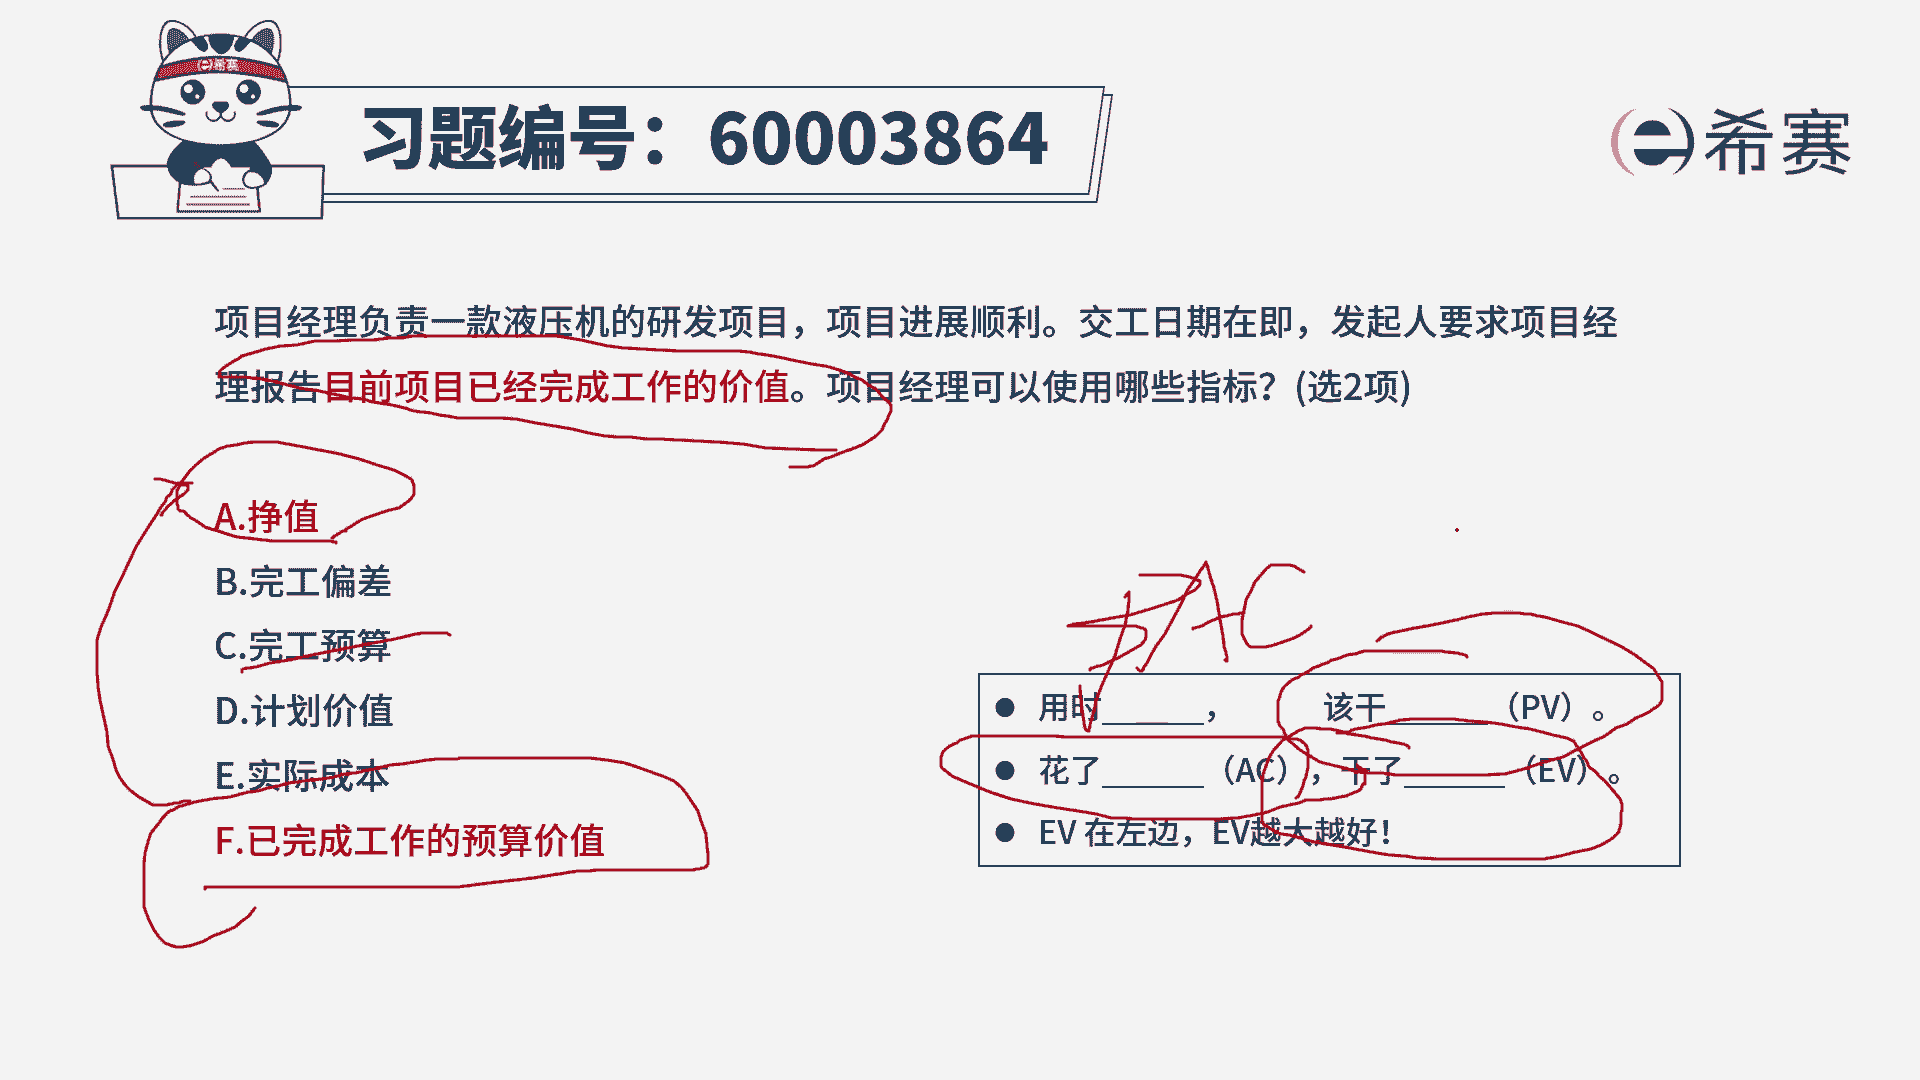 e希赛
习题编号：60003864
e希赛
项目经理负责一款液压机的研发项目，项目进展顺利。交工日期在即，发起人要求项目经
理报告目前项目已经完成工作的价值。项目经理可以使用哪些指标？(选2项)
A.挣值
B.完工偏差
C.完工预算
D.计划价值
E.实际成本
F.已完成工作的预算价值
AC
● 用时______， 该干______（PV）。
● 花了______（AC），干了______（EV）。
● EV 在左边，EV越大越好！